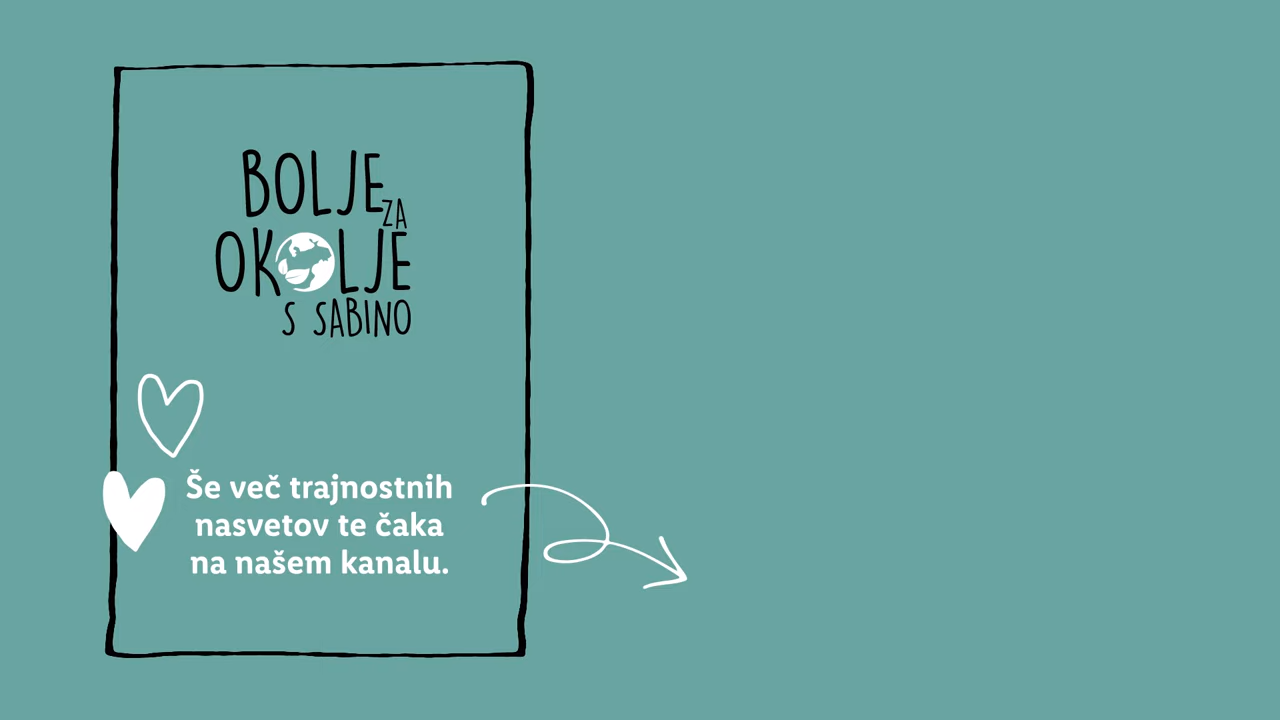 BOLJE
ZA
OKOLJE
S SABINO
Še več trajnostnih
nasvetov te čaka
na našem kanalu.